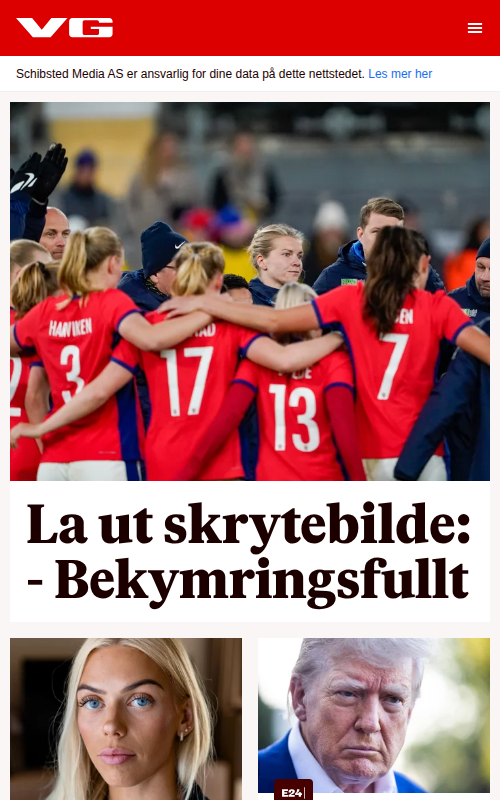 VG
Schibsted Media AS er ansvarlig for dine data på dette nettstedet. Les mer her
3
17
13
7
La ut skrytebilde:
- Bekymringsfullt
E24